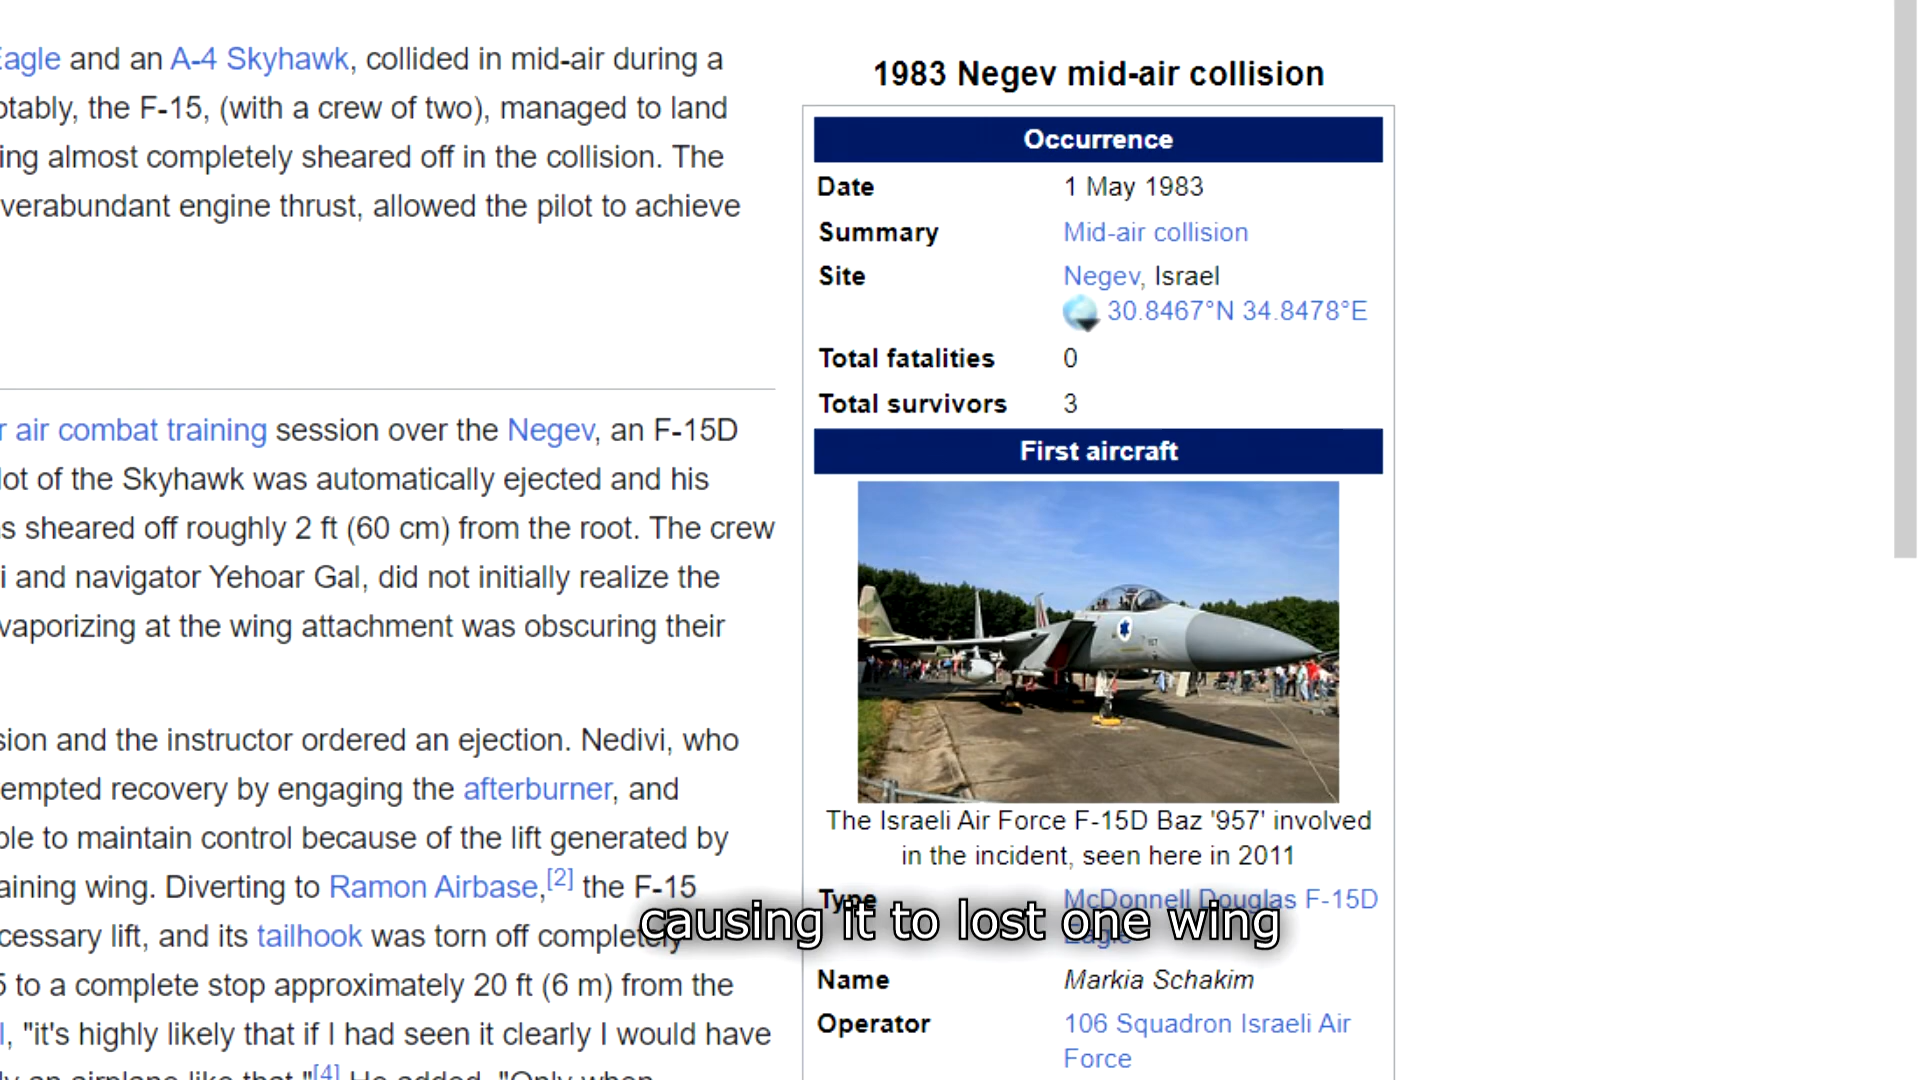 Eagle and an A-4 Skyhawk, collided in mid-air during a
otably, the F-15, (with a crew of two), managed to land
ing almost completely sheared off in the collision. The
verabundant engine thrust, allowed the pilot to achieve
r air combat training session over the Negev, an F-15D
lot of the Skyhawk was automatically ejected and his
s sheared off roughly 2 ft (60 cm) from the root. The crew
i and navigator Yehoar Gal, did not initially realize the
vaporizing at the wing attachment was obscuring their
sion and the instructor ordered an ejection. Nedivi, who
empted recovery by engaging the afterburner, and
ble to maintain control because of the lift generated by
aining wing. Diverting to Ramon Airbase,[2] the F-15
cessary lift, and its tailhook was torn off completely
5 to a complete stop approximately 20 ft (6 m) from the
l, "it's highly likely that if I had seen it clearly I would have
ly an airplane like that."[4] He added, "Only when
1983 Negev mid-air collision
Occurrence
Date 1 May 1983
Summary Mid-air collision
Site Negev, Israel
30.8467°N 34.8478°E
Total fatalities 0
Total survivors 3
First aircraft
The Israeli Air Force F-15D Baz '957' involved
in the incident, seen here in 2011
Type McDonnell Douglas F-15D
Eagle
Name Markia Schakim
Operator 106 Squadron Israeli Air
Force
causing it to lost one wing